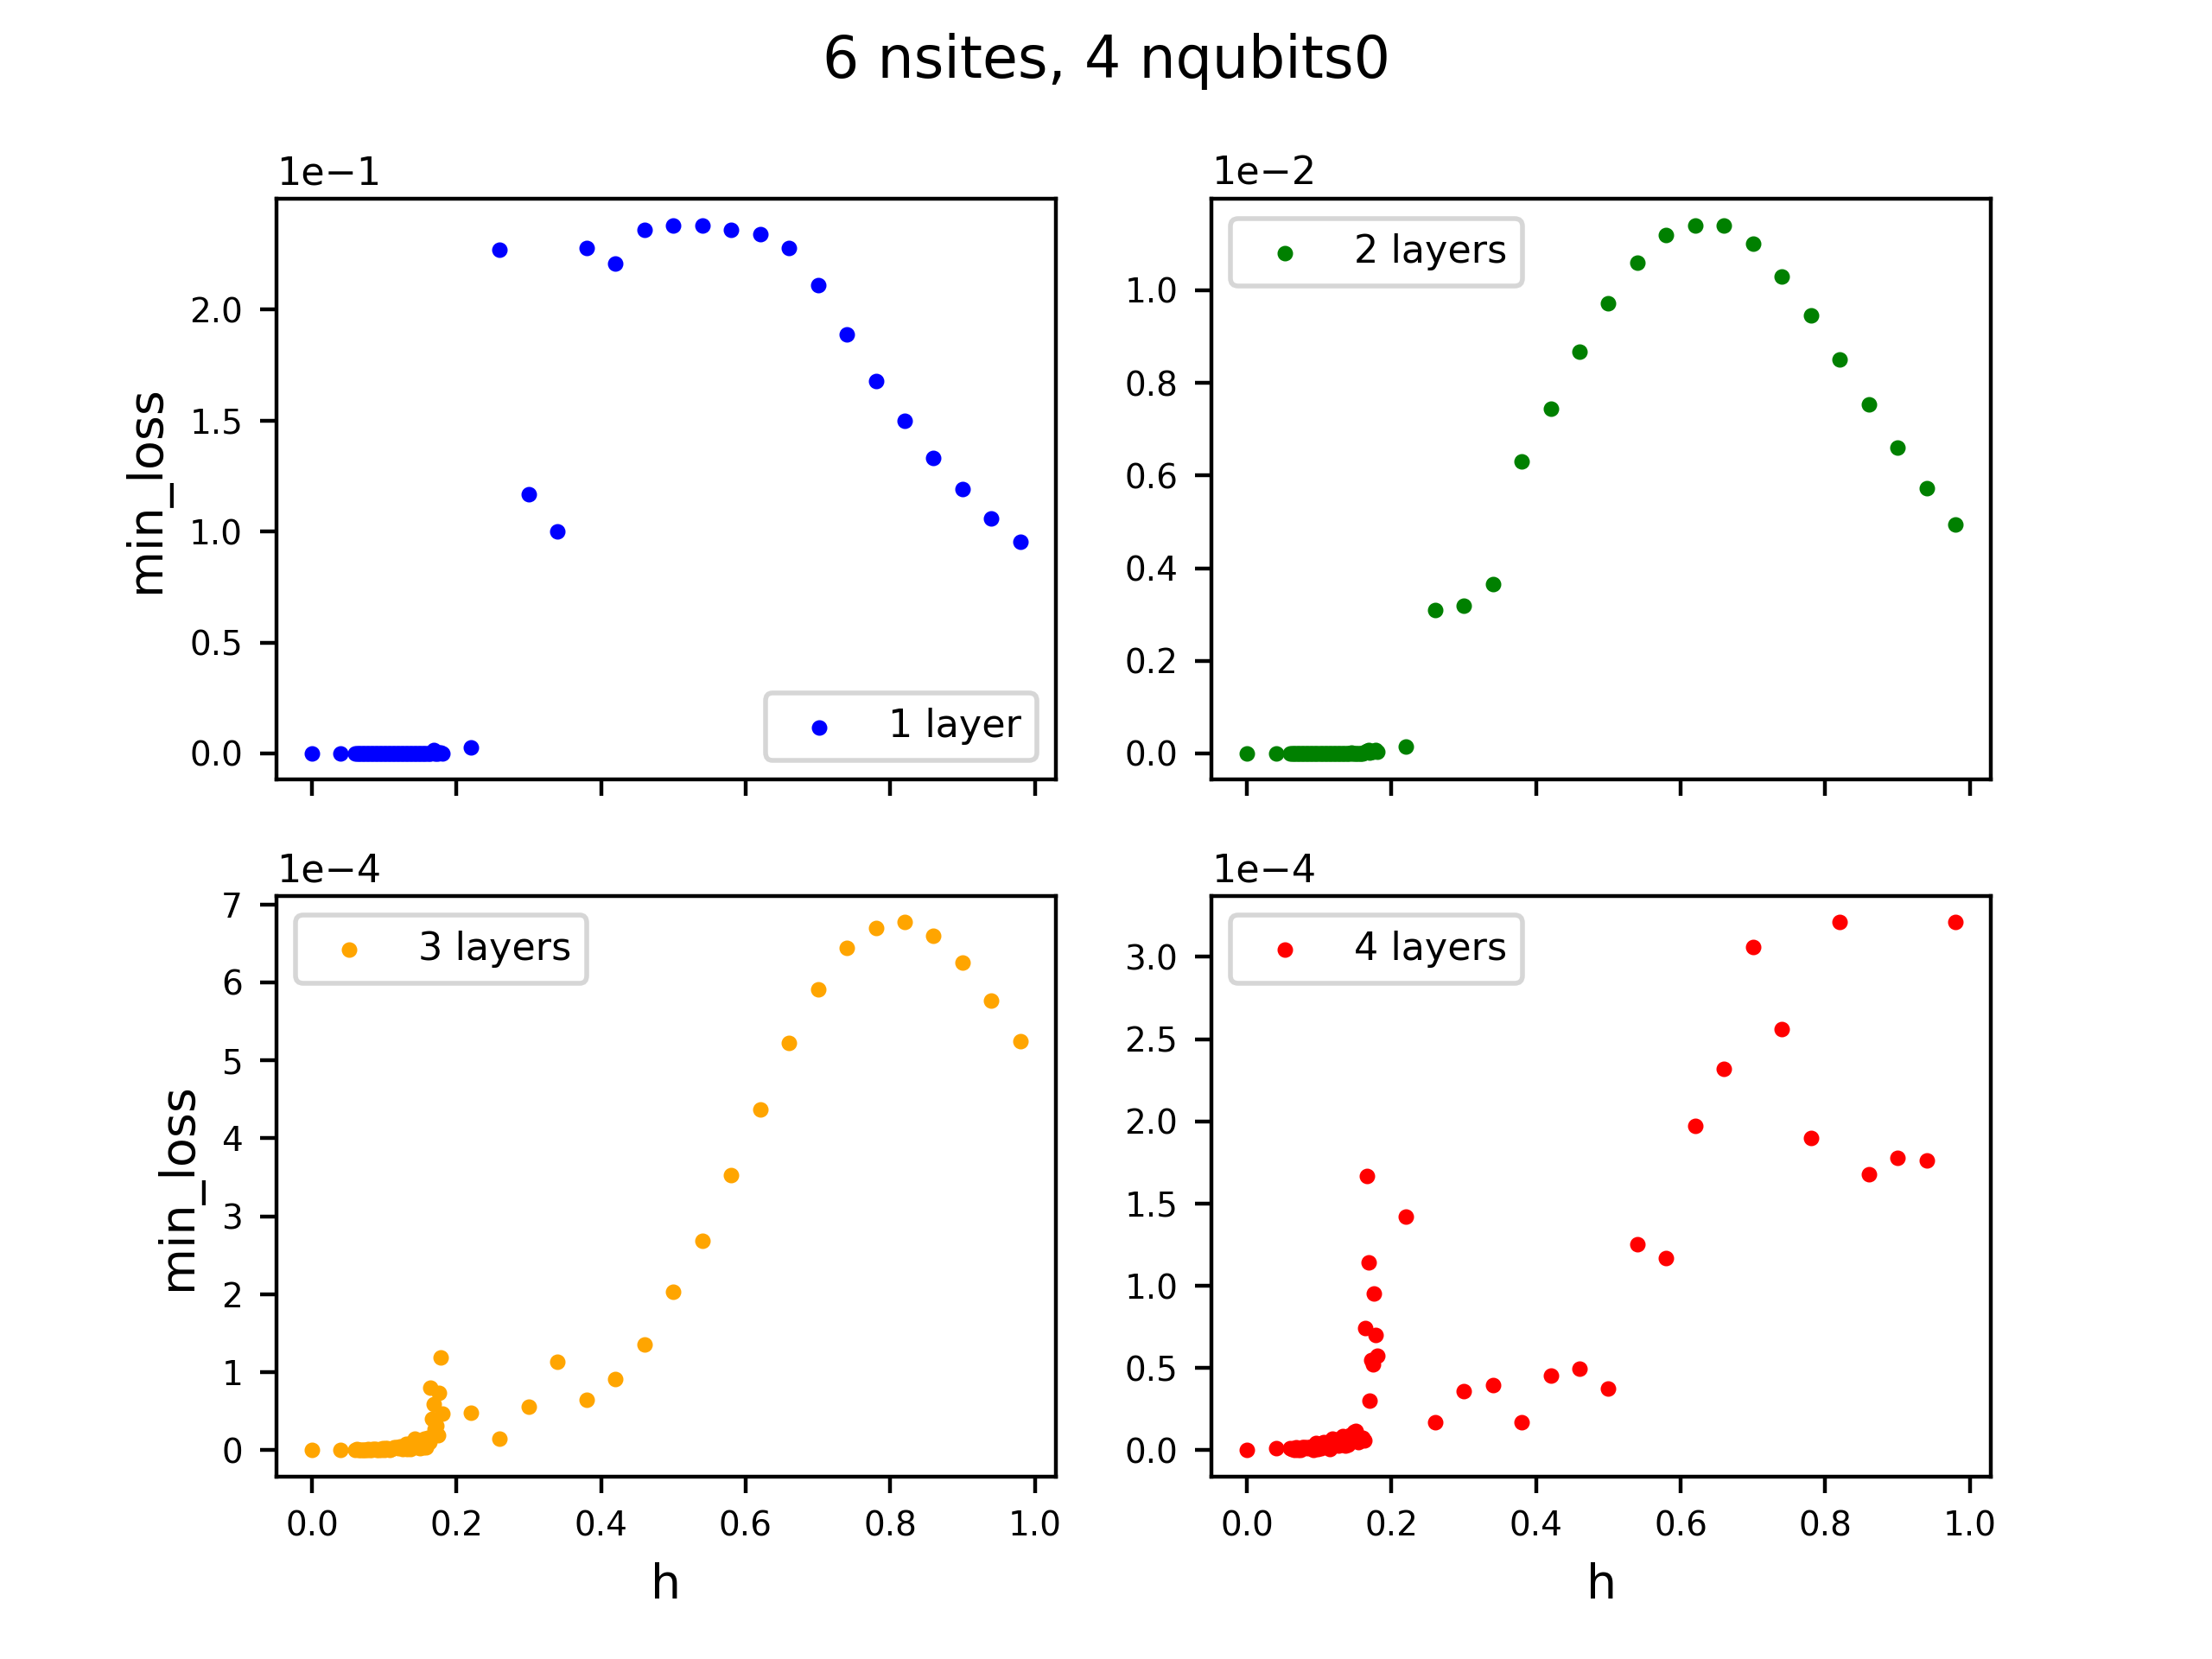 6 nsites, 4 nqubits0
1e−1
min_loss
2.0
1.5
1.0
0.5
0.0
1 layer
1e−2
2 layers
1.0
0.8
0.6
0.4
0.2
0.0
1e−4
min_loss
7
6
5
4
3
2
1
0
3 layers
0.0 0.2 0.4 0.6 0.8 1.0
h
1e−4
4 layers
3.0
2.5
2.0
1.5
1.0
0.5
0.0
0.0 0.2 0.4 0.6 0.8 1.0
h